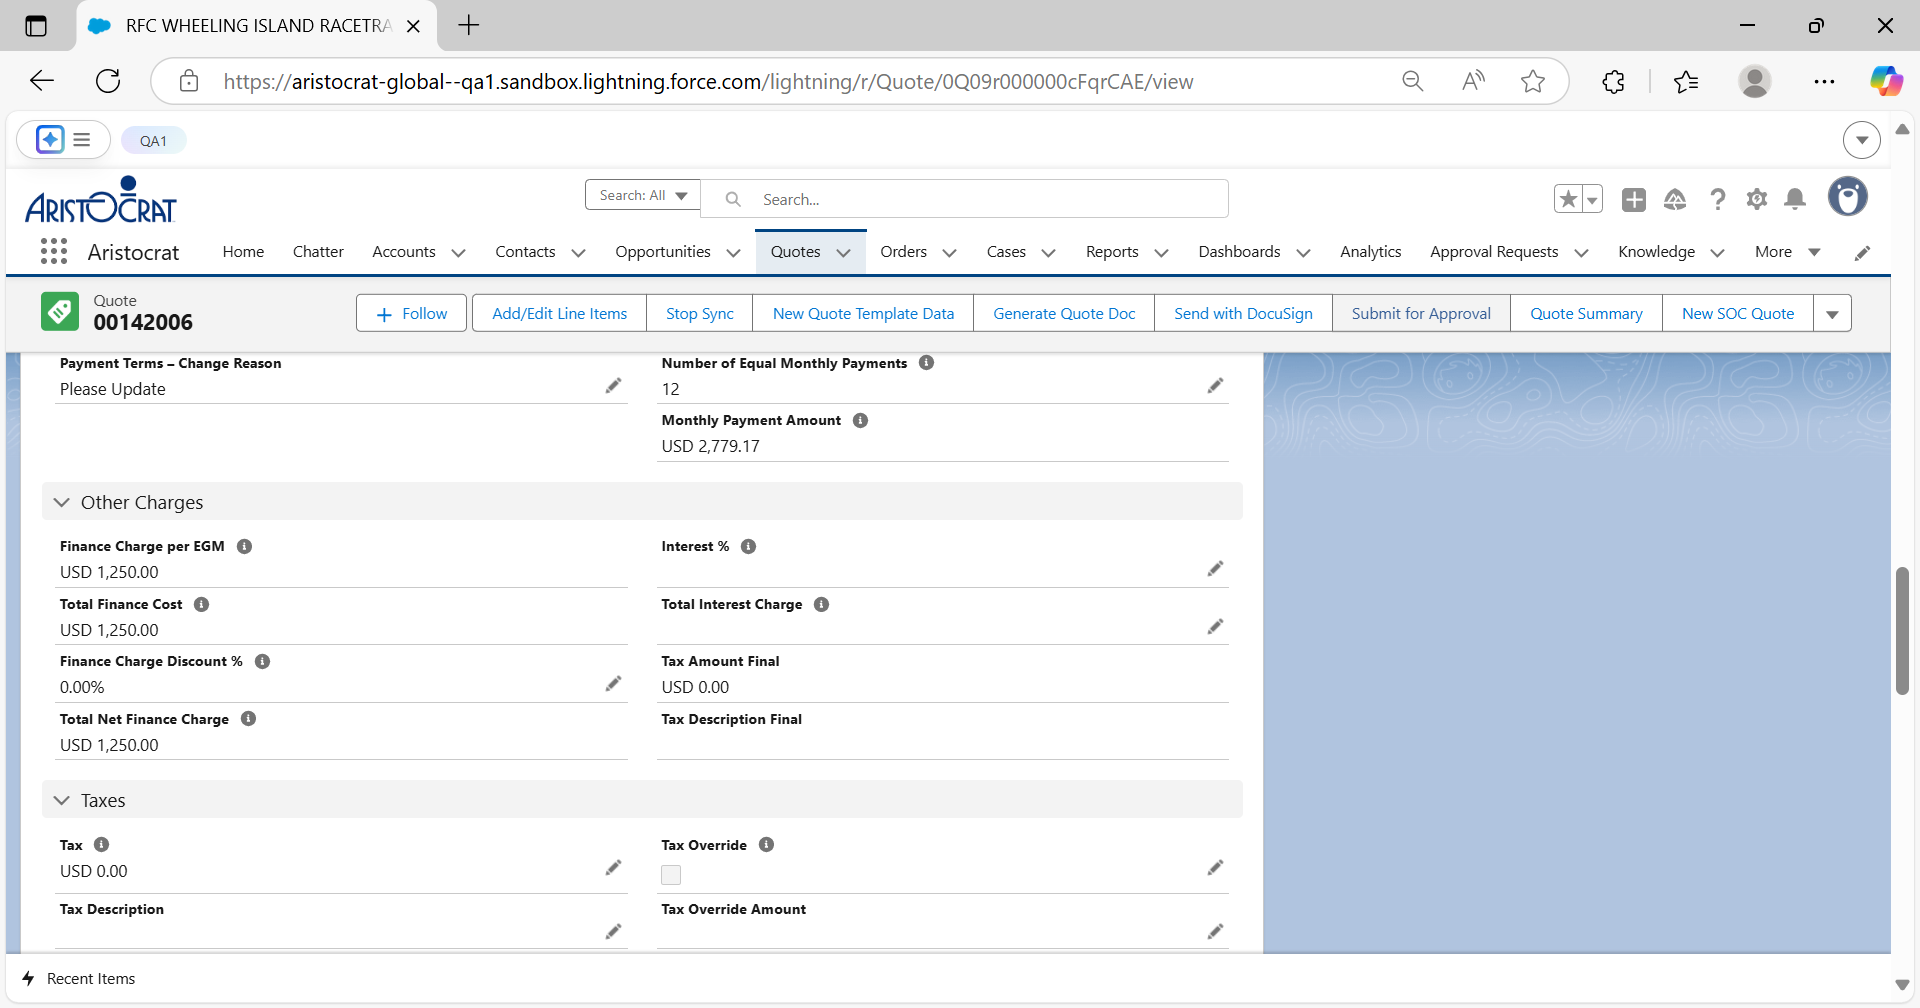 RFC WHEELING ISLAND RACETRA
https://aristocrat-global--qa1.sandbox.lightning.force.com/lightning/r/Quote/0Q09r000000cFqrCAE/view
QA1
ARISTOCRAT
Search: All
Search...
Aristocrat
Home
Chatter
Accounts
Contacts
Opportunities
Quotes
Orders
Cases
Reports
Dashboards
Analytics
Approval Requests
Knowledge
More
Quote
00142006
Follow
Add/Edit Line Items
Stop Sync
New Quote Template Data
Generate Quote Doc
Send with DocuSign
Submit for Approval
Quote Summary
New SOC Quote
Payment Terms – Change Reason
Please Update
Number of Equal Monthly Payments
12
Monthly Payment Amount
USD 2,779.17
Other Charges
Finance Charge per EGM
USD 1,250.00
Interest %
Total Finance Cost
USD 1,250.00
Total Interest Charge
Finance Charge Discount %
0.00%
Tax Amount Final
USD 0.00
Total Net Finance Charge
USD 1,250.00
Tax Description Final
Taxes
Tax
USD 0.00
Tax Override
Tax Description
Tax Override Amount
Recent Items